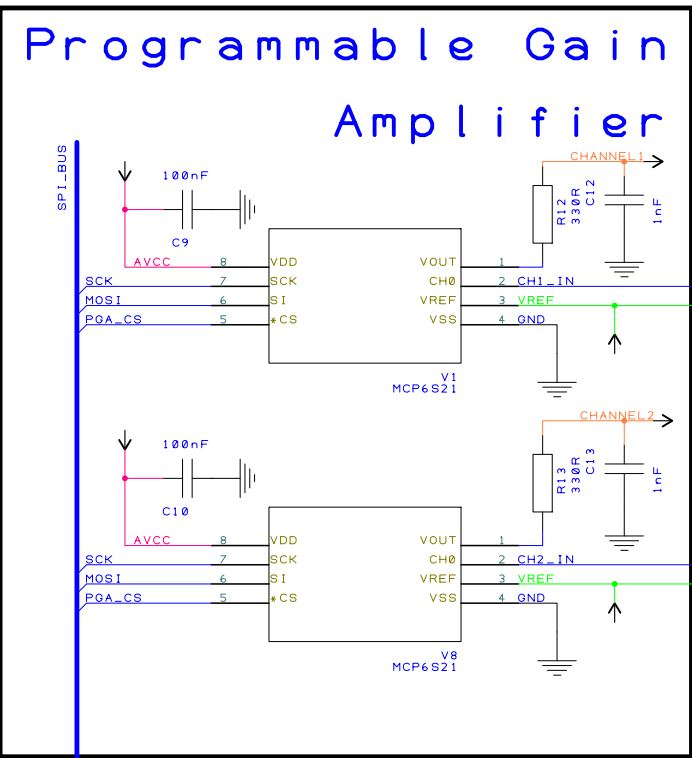 Programmable Gain
Amplifier
SPI_BUS
100nF
C9
AVCC
8 VDD
SCK 7 SCK
MOSI 6 SI
PGA_CS 5 *CS
VOUT 1
CH0 2 CH1_IN
VREF 3 VREF
VSS 4 GND
V1
MCP6S21
CHANNEL1
R12
330R
C12
1nF
100nF
C10
AVCC
8 VDD
SCK 7 SCK
MOSI 6 SI
PGA_CS 5 *CS
VOUT 1
CH0 2 CH2_IN
VREF 3 VREF
VSS 4 GND
V8
MCP6S21
CHANNEL2
R13
330R
C13
1nF